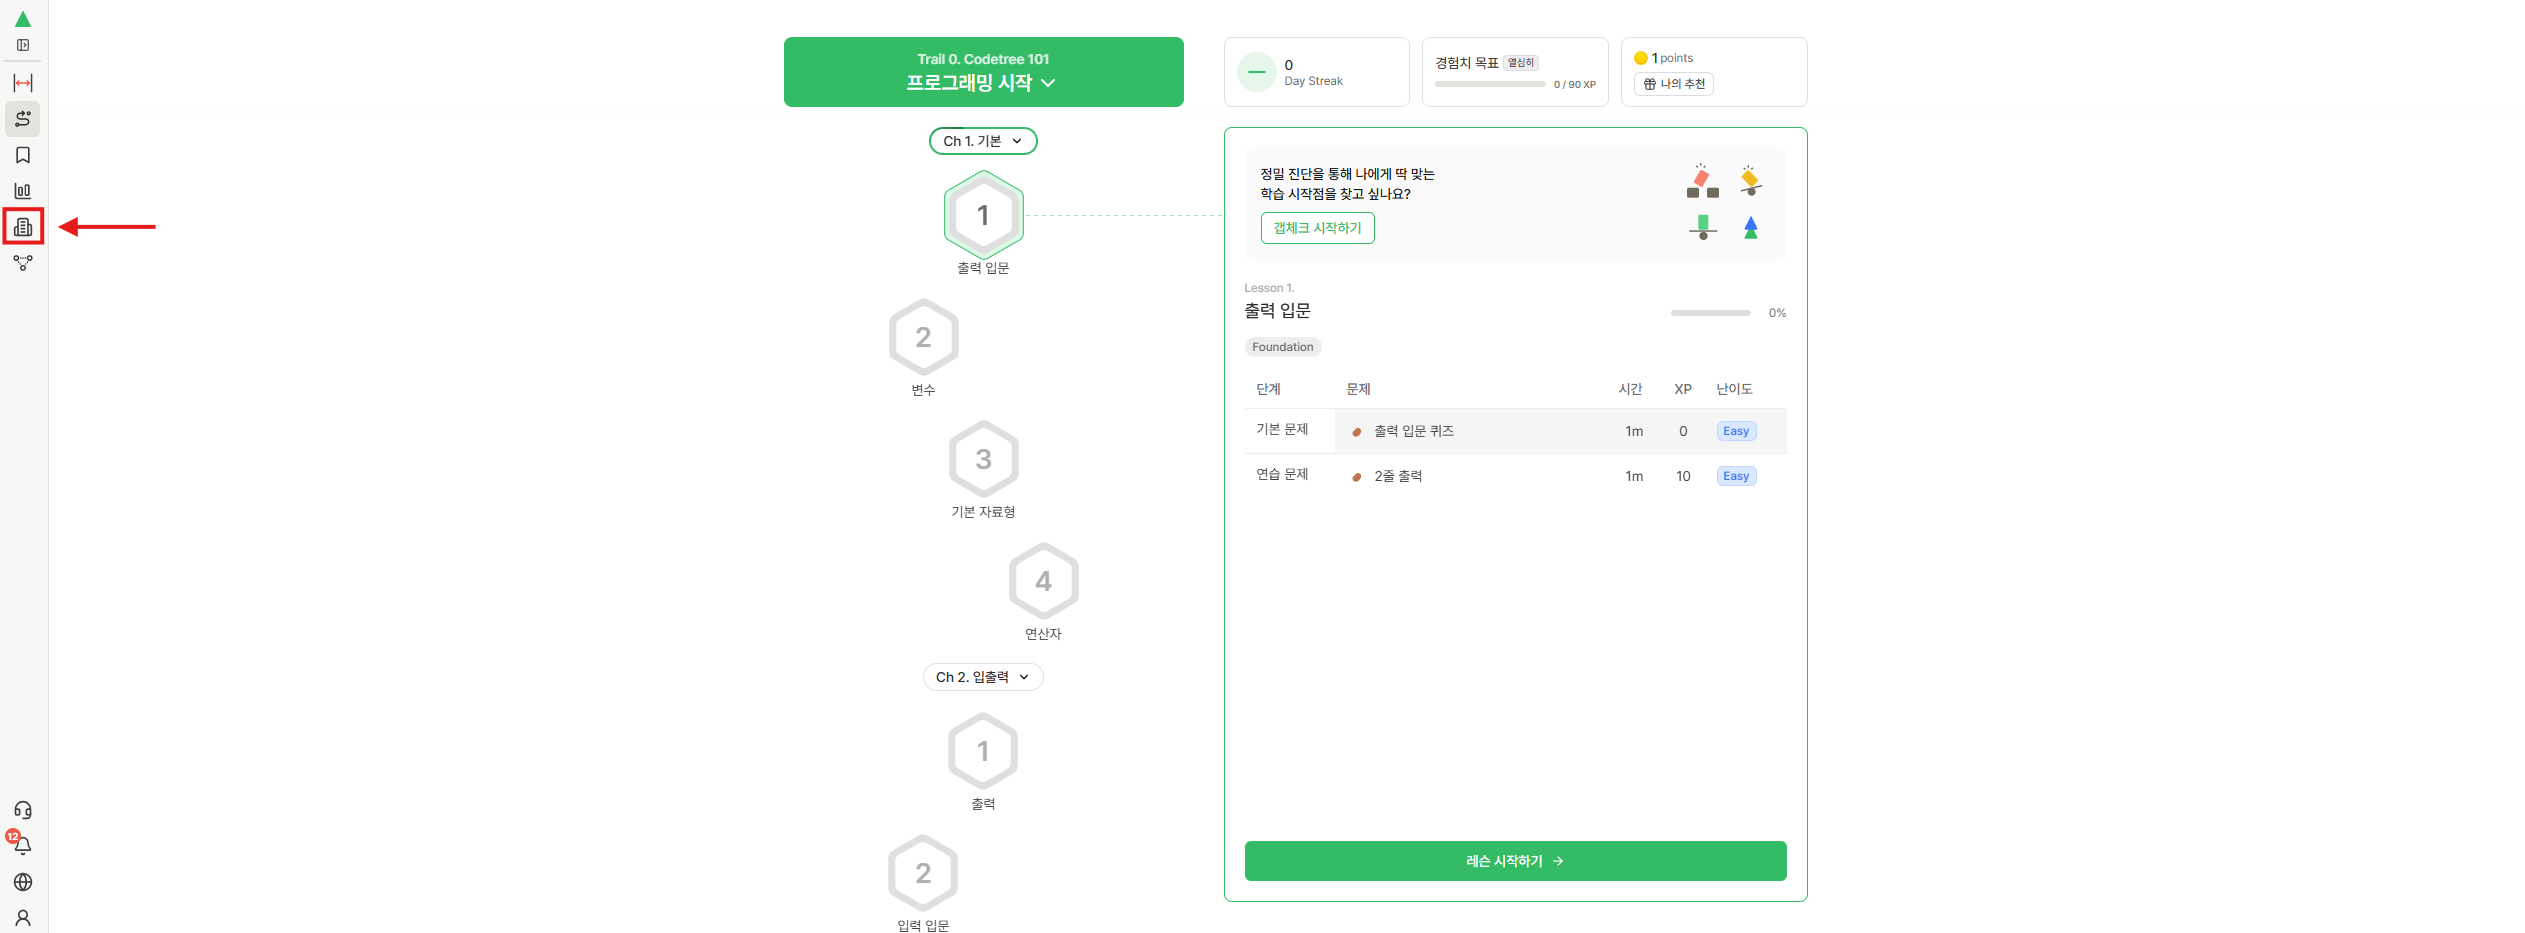 Trail 0. Codetree 101
프로그래밍 시작
0
Day Streak
경험치 목표 열심히
0 / 90 XP
1 points
나의 추천
Ch 1. 기본
1
출력 입문
2
변수
3
기본 자료형
4
연산자
Ch 2. 입출력
1
출력
2
입력 입문
정밀 진단을 통해 나에게 딱 맞는
학습 시작점을 찾고 싶나요?
갭체크 시작하기
Lesson 1.
출력 입문
0%
Foundation
단계 문제 시간 XP 난이도
기본 문제 출력 입문 퀴즈 1m 0 Easy
연습 문제 2줄 출력 1m 10 Easy
레슨 시작하기
12